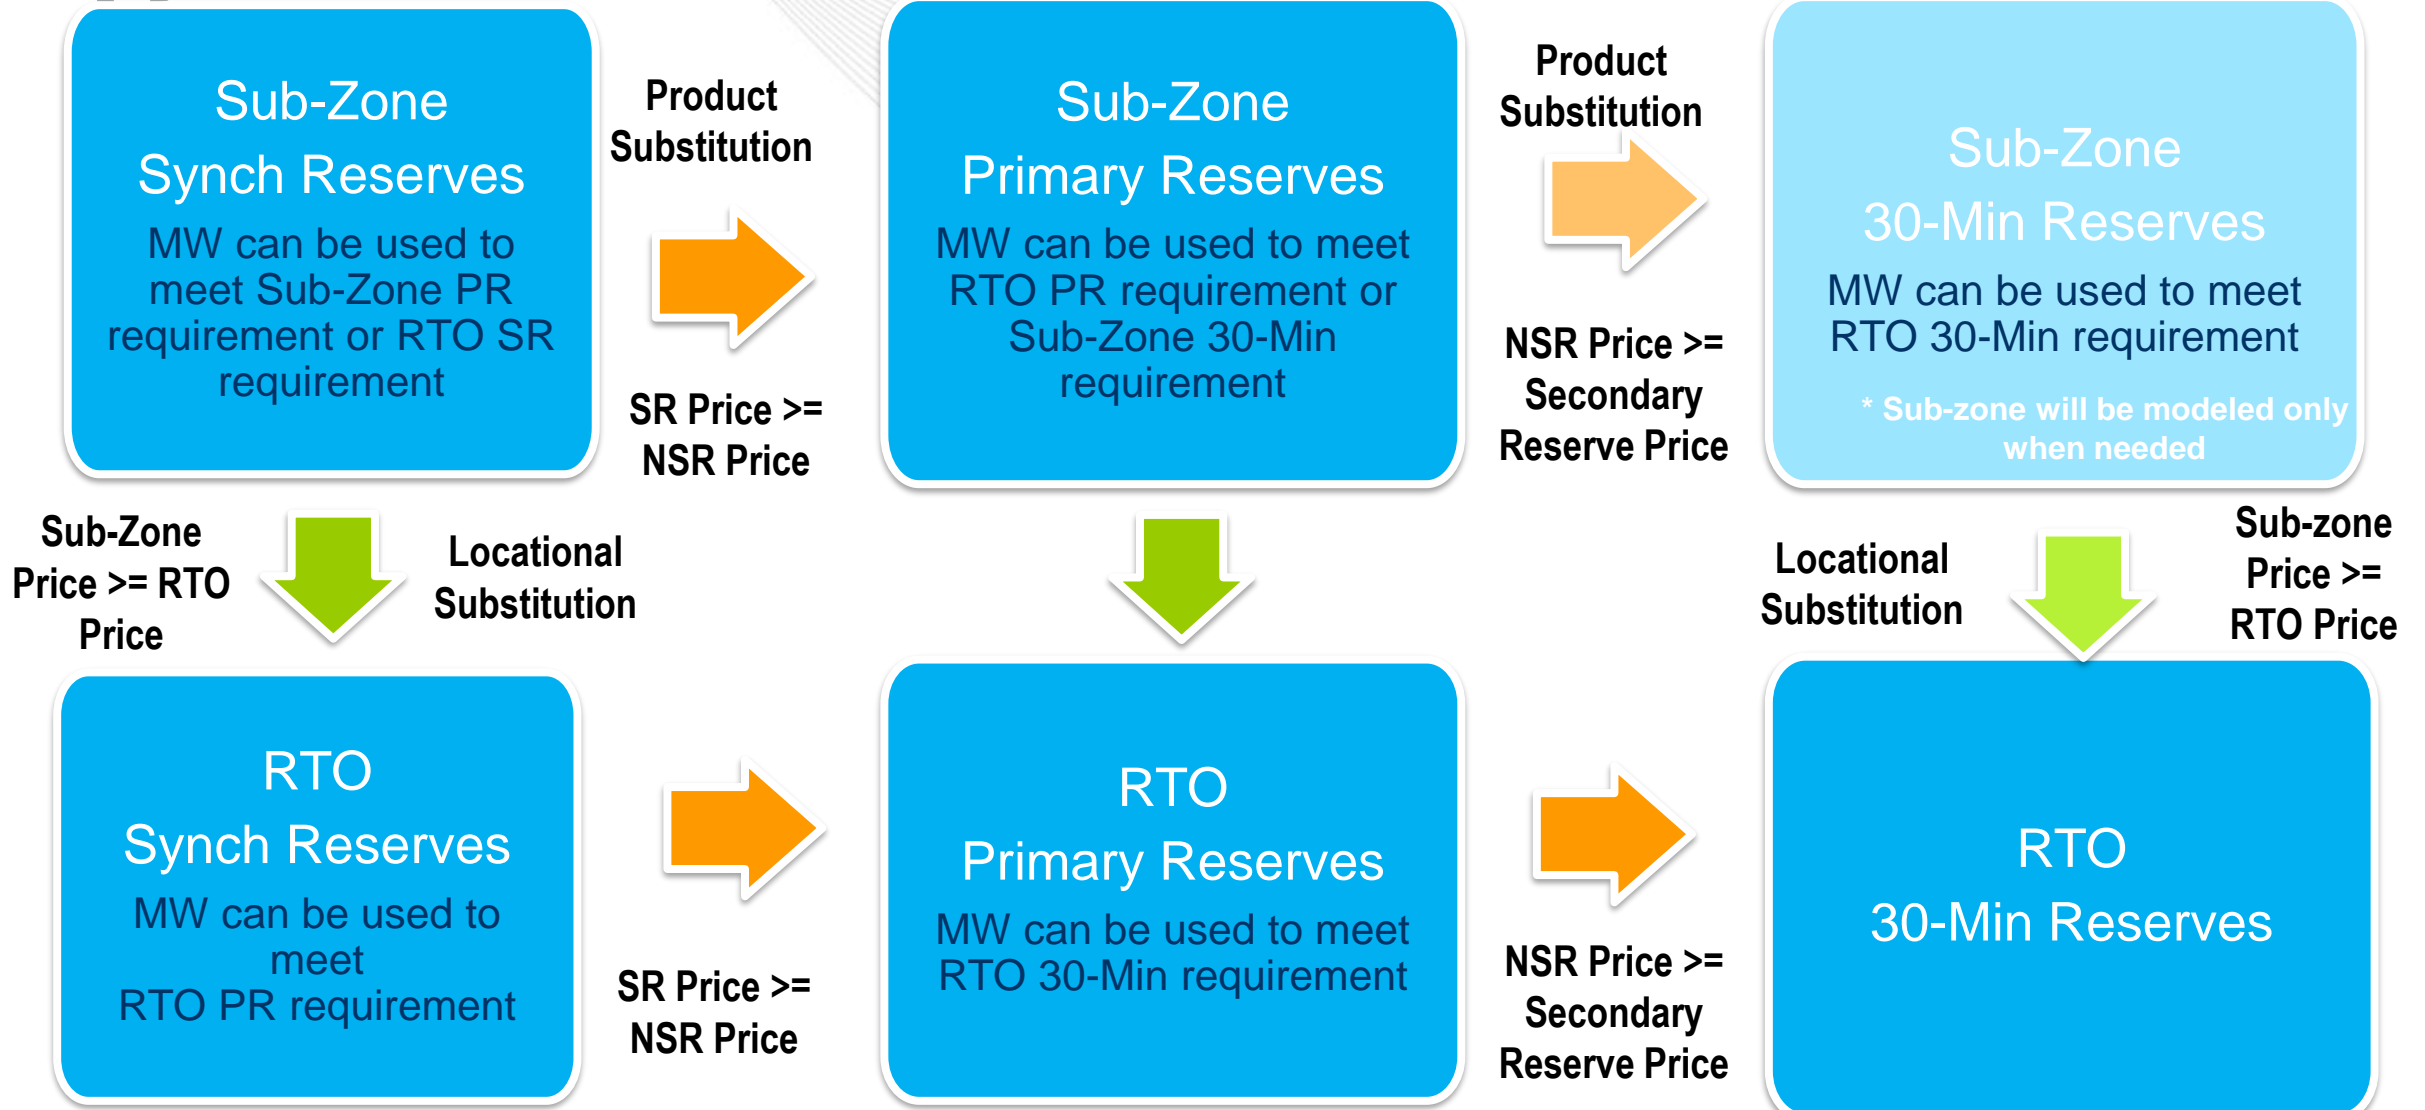 Sub-Zone
Synch Reserves
MW can be used to
meet Sub-Zone PR
requirement or RTO SR
requirement
Product
Substitution
SR Price >=
NSR Price
Sub-Zone
Primary Reserves
MW can be used to meet
RTO PR requirement or
Sub-Zone 30-Min
requirement
Product
Substitution
NSR Price >=
Secondary
Reserve Price
Sub-Zone
30-Min Reserves
MW can be used to meet
RTO 30-Min requirement
* Sub-zone will be modeled only
when needed
Sub-Zone
Price >= RTO
Price
Locational
Substitution
Locational
Substitution
Sub-zone
Price >=
RTO Price
RTO
Synch Reserves
MW can be used to
meet
RTO PR requirement
SR Price >=
NSR Price
RTO
Primary Reserves
MW can be used to meet
RTO 30-Min requirement
NSR Price >=
Secondary
Reserve Price
RTO
30-Min Reserves